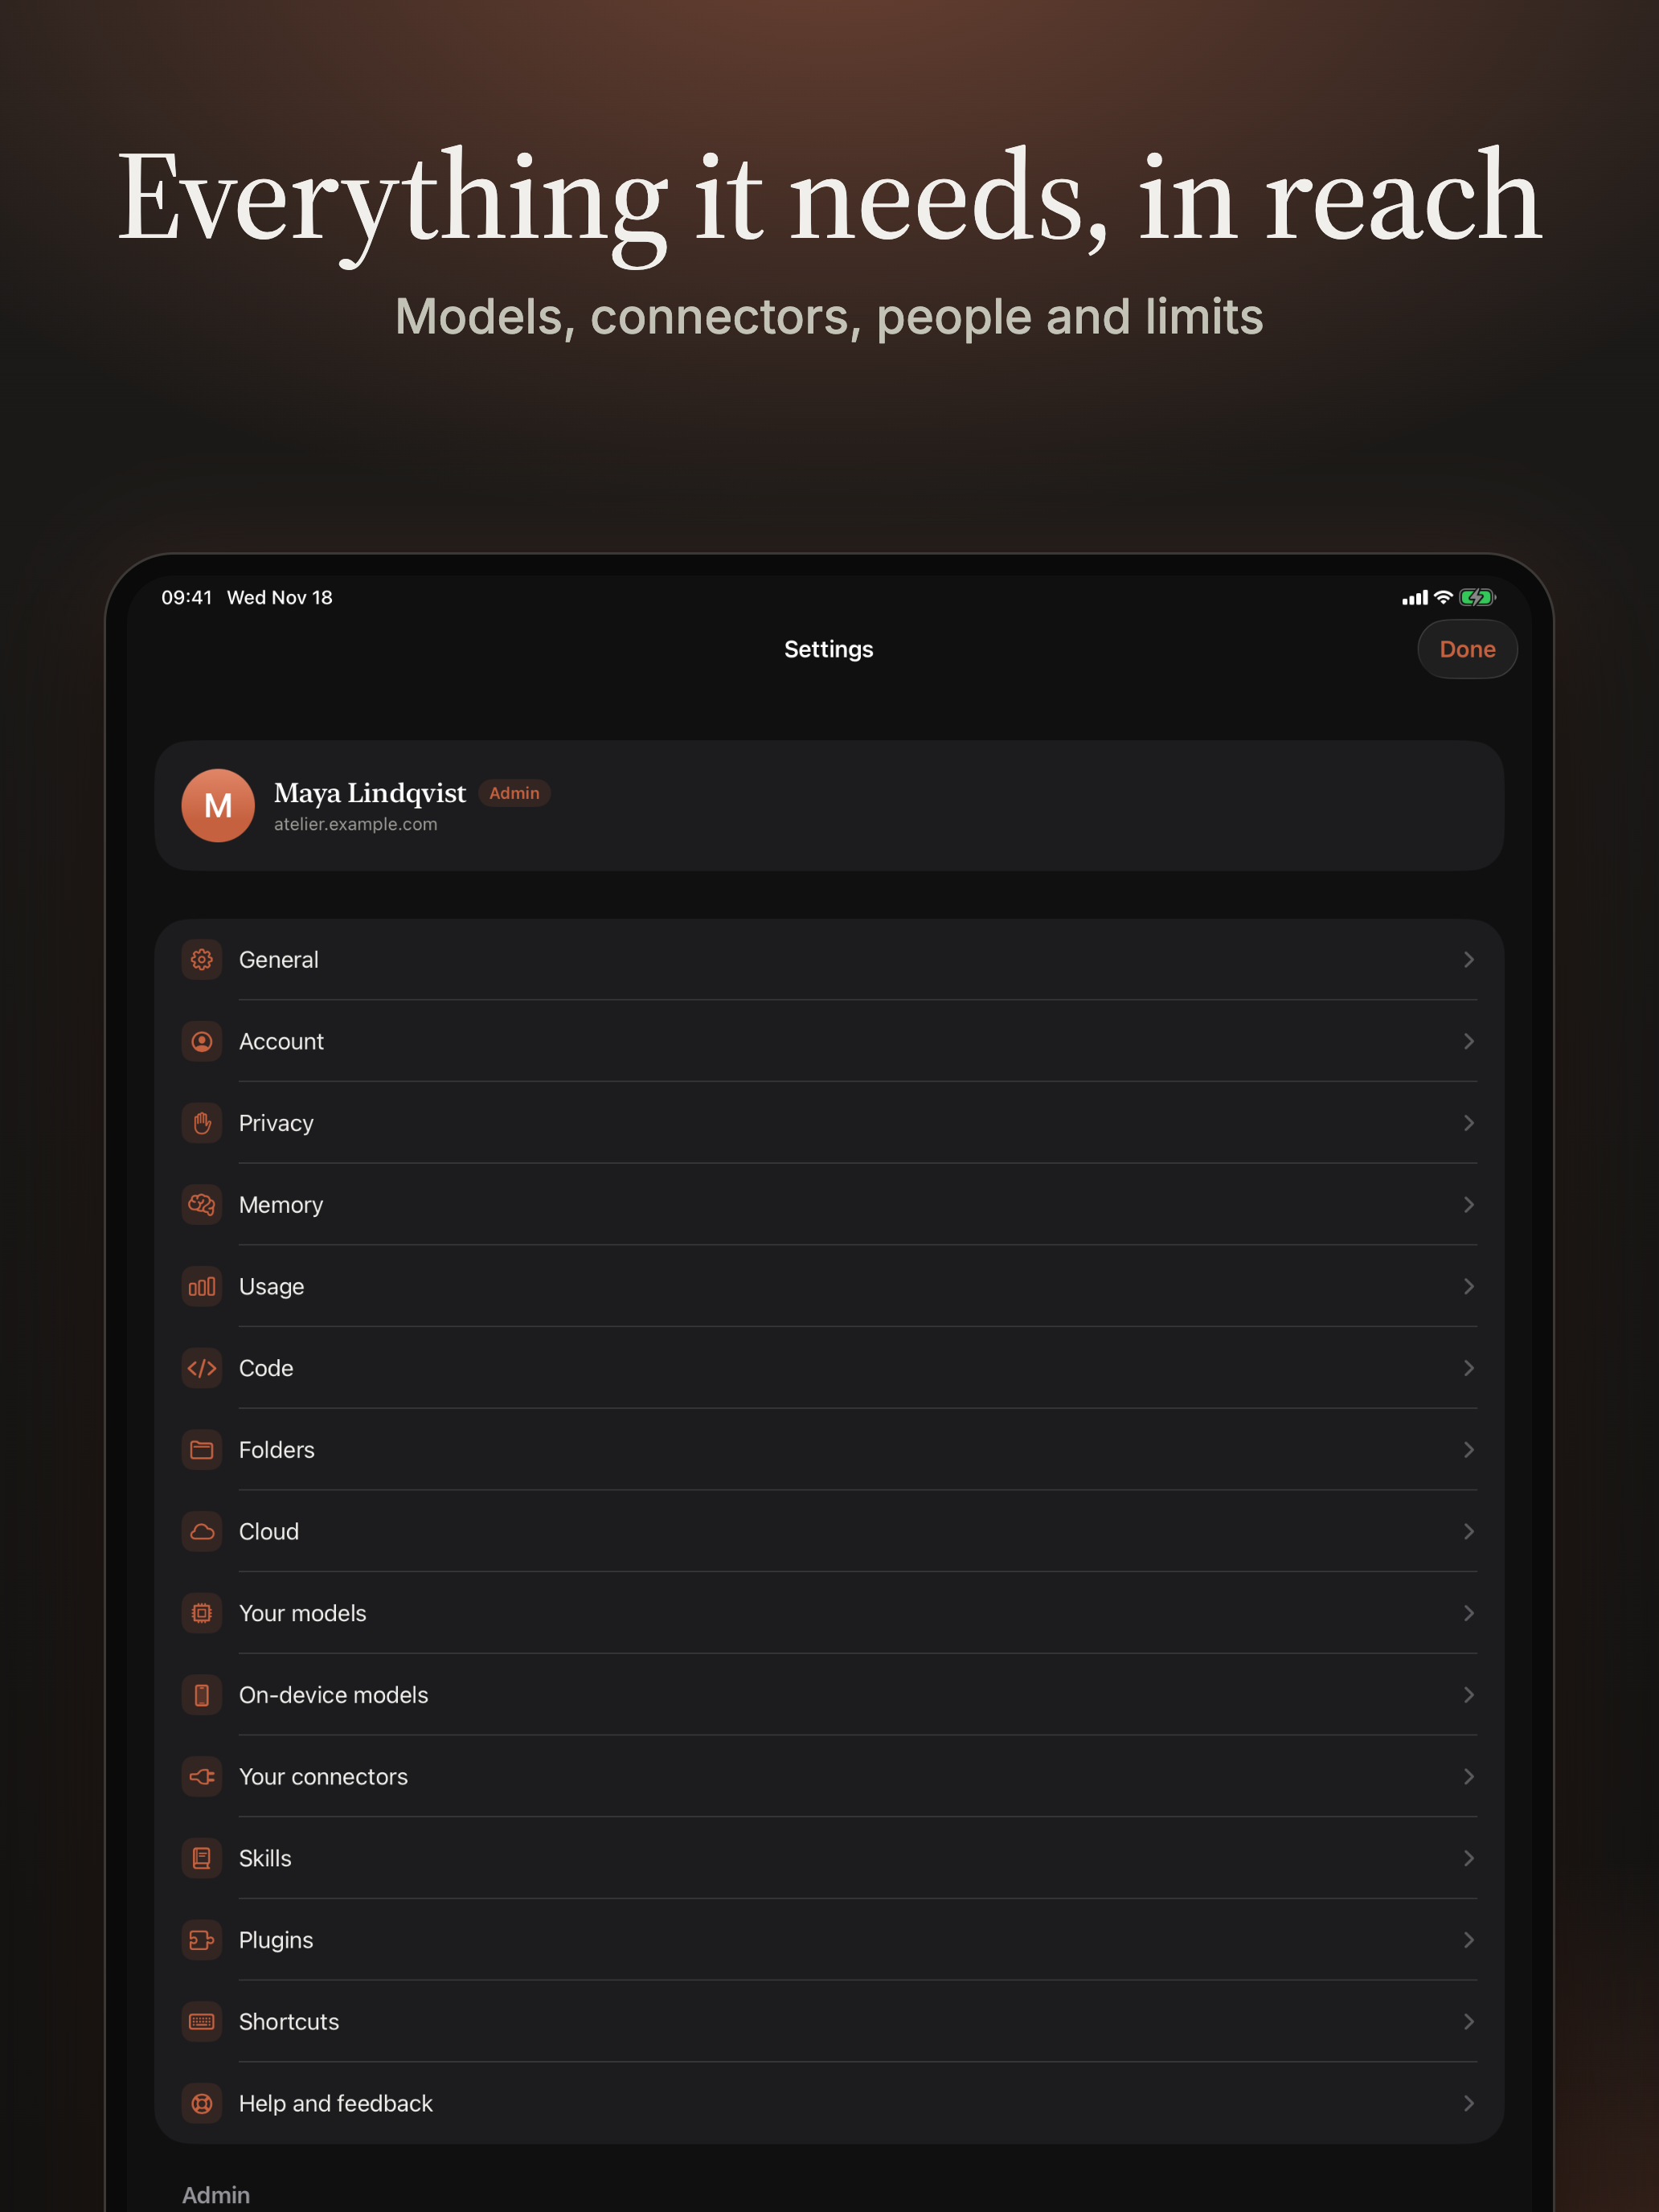 Everything it needs, in reach
Models, connectors, people and limits
09:41 Wed Nov 18
Settings
Done
M
Maya Lindqvist Admin
atelier.example.com
General
Account
Privacy
Memory
Usage
Code
Folders
Cloud
Your models
On-device models
Your connectors
Skills
Plugins
Shortcuts
Help and feedback
Admin